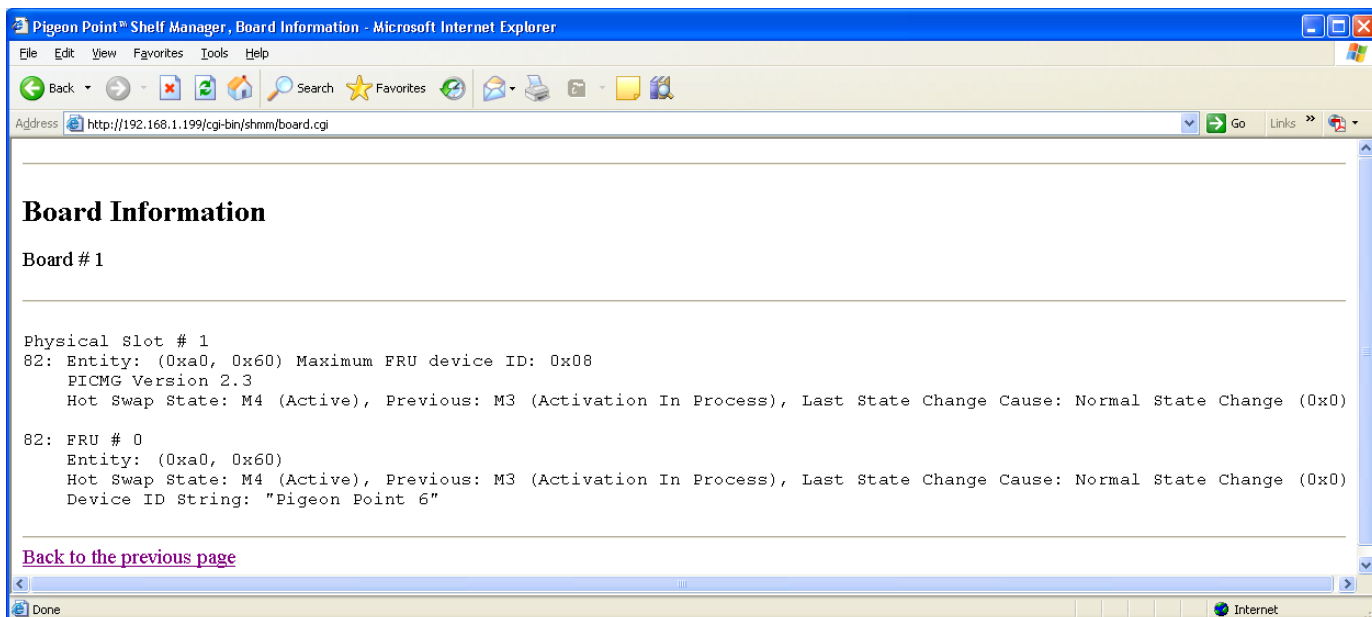 Pigeon Point™ Shelf Manager, Board Information - Microsoft Internet Explorer
File Edit View Favorites Tools Help
Back Search Favorites
Address http://192.168.1.199/cgi-bin/shmm/board.cgi Go Links »
Board Information
Board # 1
Physical Slot # 1
82: Entity: (0xa0, 0x60) Maximum FRU device ID: 0x08
PICMG Version 2.3
Hot Swap State: M4 (Active), Previous: M3 (Activation In Process), Last State Change Cause: Normal State Change (0x0)
82: FRU # 0
Entity: (0xa0, 0x60)
Hot Swap State: M4 (Active), Previous: M3 (Activation In Process), Last State Change Cause: Normal State Change (0x0)
Device ID String: "Pigeon Point 6"
Back to the previous page
Done Internet